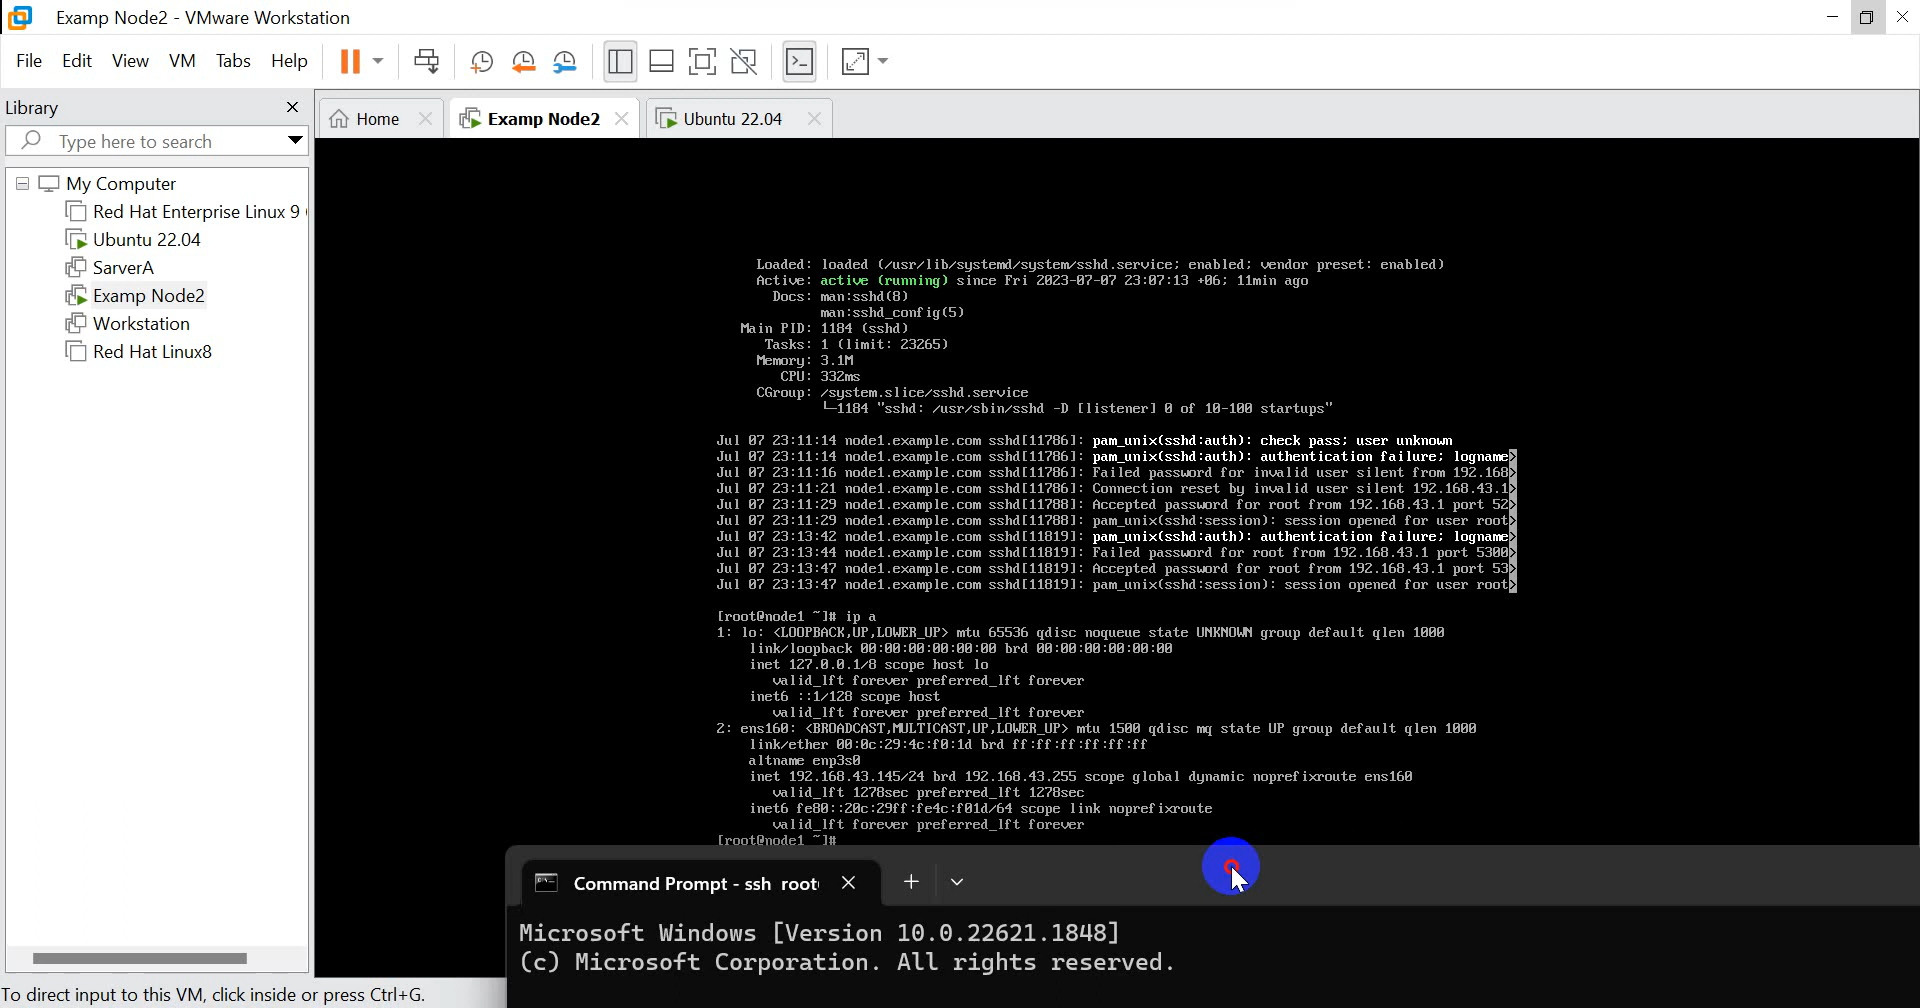 Examp Node2 - VMware Workstation
File Edit View VM Tabs Help
Library
Type here to search
My Computer
Red Hat Enterprise Linux 9
Ubuntu 22.04
SarverA
Examp Node2
Workstation
Red Hat Linux8
Home
Examp Node2
Ubuntu 22.04
Loaded: loaded (/usr/lib/systemd/system/sshd.service; enabled; vendor preset: enabled)
Active: active (running) since Fri 2023-07-07 23:07:13 +06; 11min ago
Docs: man:sshd(8)
man:sshd_config(5)
Main PID: 1184 (sshd)
Tasks: 1 (limit: 23265)
Memory: 3.1M
CPU: 332ms
CGroup: /system.slice/sshd.service
└─1184 "sshd: /usr/sbin/sshd -D [listener] 0 of 10-100 startups"
Jul 07 23:11:14 node1.example.com sshd[11786]: pam_unix(sshd:auth): check pass; user unknown
Jul 07 23:11:14 node1.example.com sshd[11786]: pam_unix(sshd:auth): authentication failure; logname>
Jul 07 23:11:16 node1.example.com sshd[11786]: Failed password for invalid user silent from 192.168>
Jul 07 23:11:21 node1.example.com sshd[11786]: Connection reset by invalid user silent 192.168.43.1>
Jul 07 23:11:29 node1.example.com sshd[11788]: Accepted password for root from 192.168.43.1 port 52>
Jul 07 23:11:29 node1.example.com sshd[11788]: pam_unix(sshd:session): session opened for user root>
Jul 07 23:13:42 node1.example.com sshd[11819]: pam_unix(sshd:auth): authentication failure; logname>
Jul 07 23:13:44 node1.example.com sshd[11819]: Failed password for root from 192.168.43.1 port 5300>
Jul 07 23:13:47 node1.example.com sshd[11819]: Accepted password for root from 192.168.43.1 port 53>
Jul 07 23:13:47 node1.example.com sshd[11819]: pam_unix(sshd:session): session opened for user root>
[root@node1 ~]# ip a
1: lo: <LOOPBACK,UP,LOWER_UP> mtu 65536 qdisc noqueue state UNKNOWN group default qlen 1000
link/loopback 00:00:00:00:00:00 brd 00:00:00:00:00:00
inet 127.0.0.1/8 scope host lo
valid_lft forever preferred_lft forever
inet6 ::1/128 scope host
valid_lft forever preferred_lft forever
2: ens160: <BROADCAST,MULTICAST,UP,LOWER_UP> mtu 1500 qdisc mq state UP group default qlen 1000
link/ether 00:0c:29:4c:f0:1d brd ff:ff:ff:ff:ff:ff
altname enp3s0
inet 192.168.43.145/24 brd 192.168.43.255 scope global dynamic noprefixroute ens160
valid_lft 1278sec preferred_lft 1278sec
inet6 fe80::20c:29ff:fe4c:f01d/64 scope link noprefixroute
valid_lft forever preferred_lft forever
[root@node1 ~]#
Command Prompt - ssh root
Microsoft Windows [Version 10.0.22621.1848]
(c) Microsoft Corporation. All rights reserved.
To direct input to this VM, click inside or press Ctrl+G.